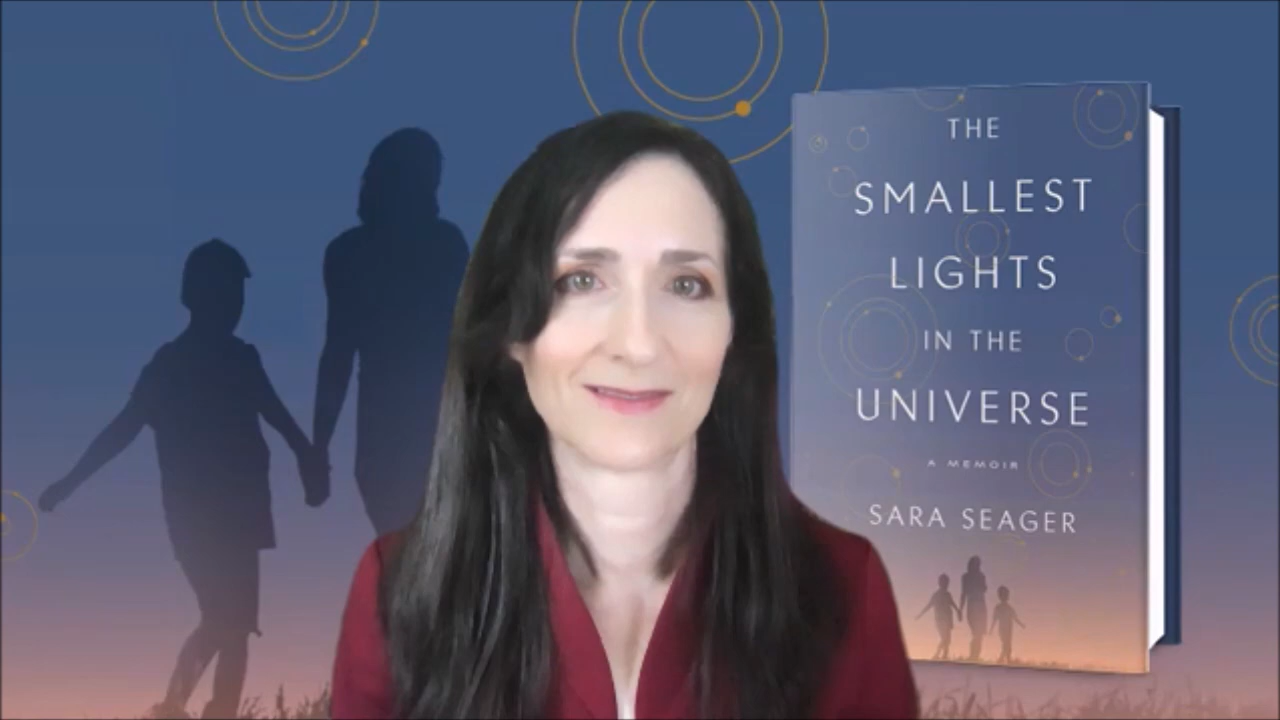 THE
SMALLEST
LIGHTS
IN THE
UNIVERSE
A MEMOIR
SARA SEAGER